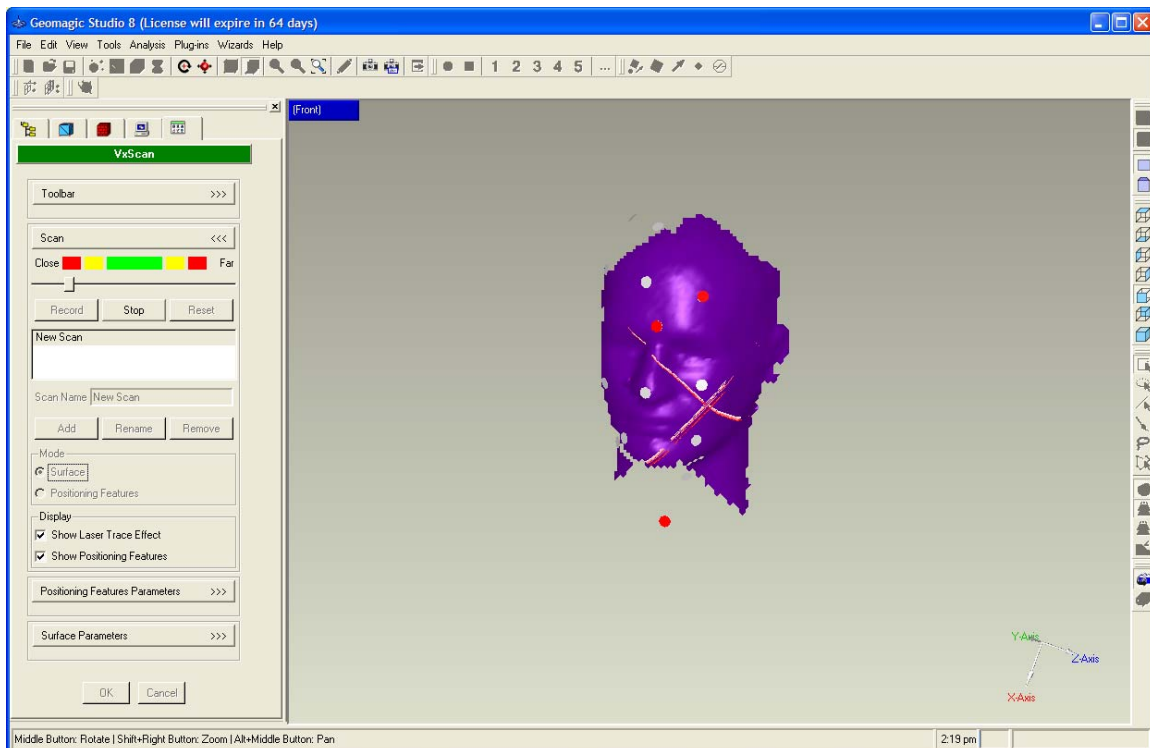 Geomagic Studio 8 (License will expire in 64 days)
File Edit View Tools Analysis Plug-ins Wizards Help
1 2 3 4 5 ...
(Front)
VxScan
Toolbar >>>
Scan <<<
Close Far
Record Stop Reset
New Scan
Scan Name New Scan
Add Rename Remove
Mode
Surface
Positioning Features
Display
Show Laser Trace Effect
Show Positioning Features
Positioning Features Parameters >>>
Surface Parameters >>>
OK Cancel
Y-Axis
Z-Axis
X-Axis
Middle Button: Rotate | Shift+Right Button: Zoom | Alt+Middle Button: Pan
2:19 pm